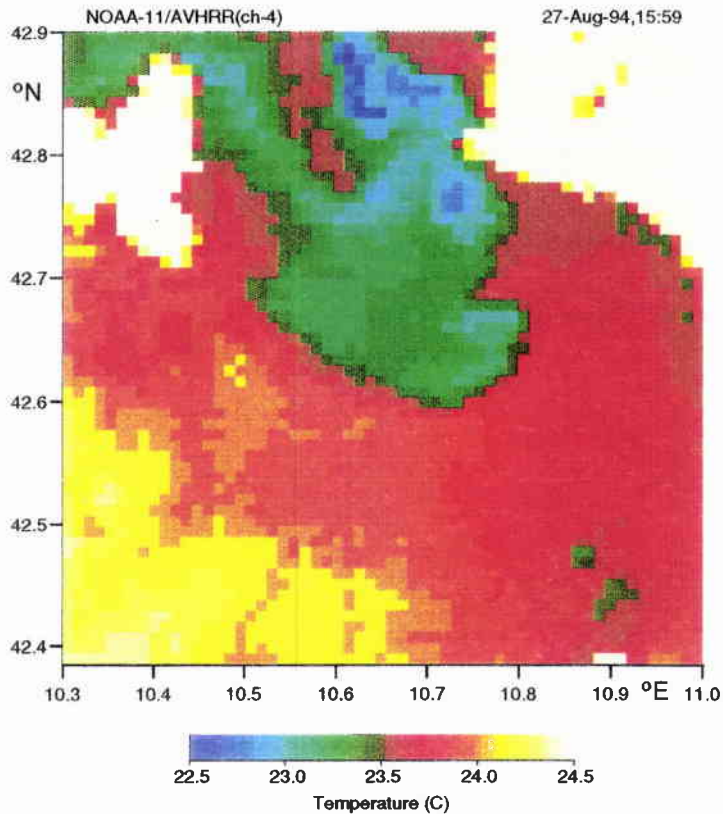 NOAA-11/AVHRR(ch-4) 27-Aug-94,15:59
42.9
ºN
42.8
42.7
42.6
42.5
42.4
10.3 10.4 10.5 10.6 10.7 10.8 10.9 ºE 11.0
22.5 23.0 23.5 24.0 24.5
Temperature (C)